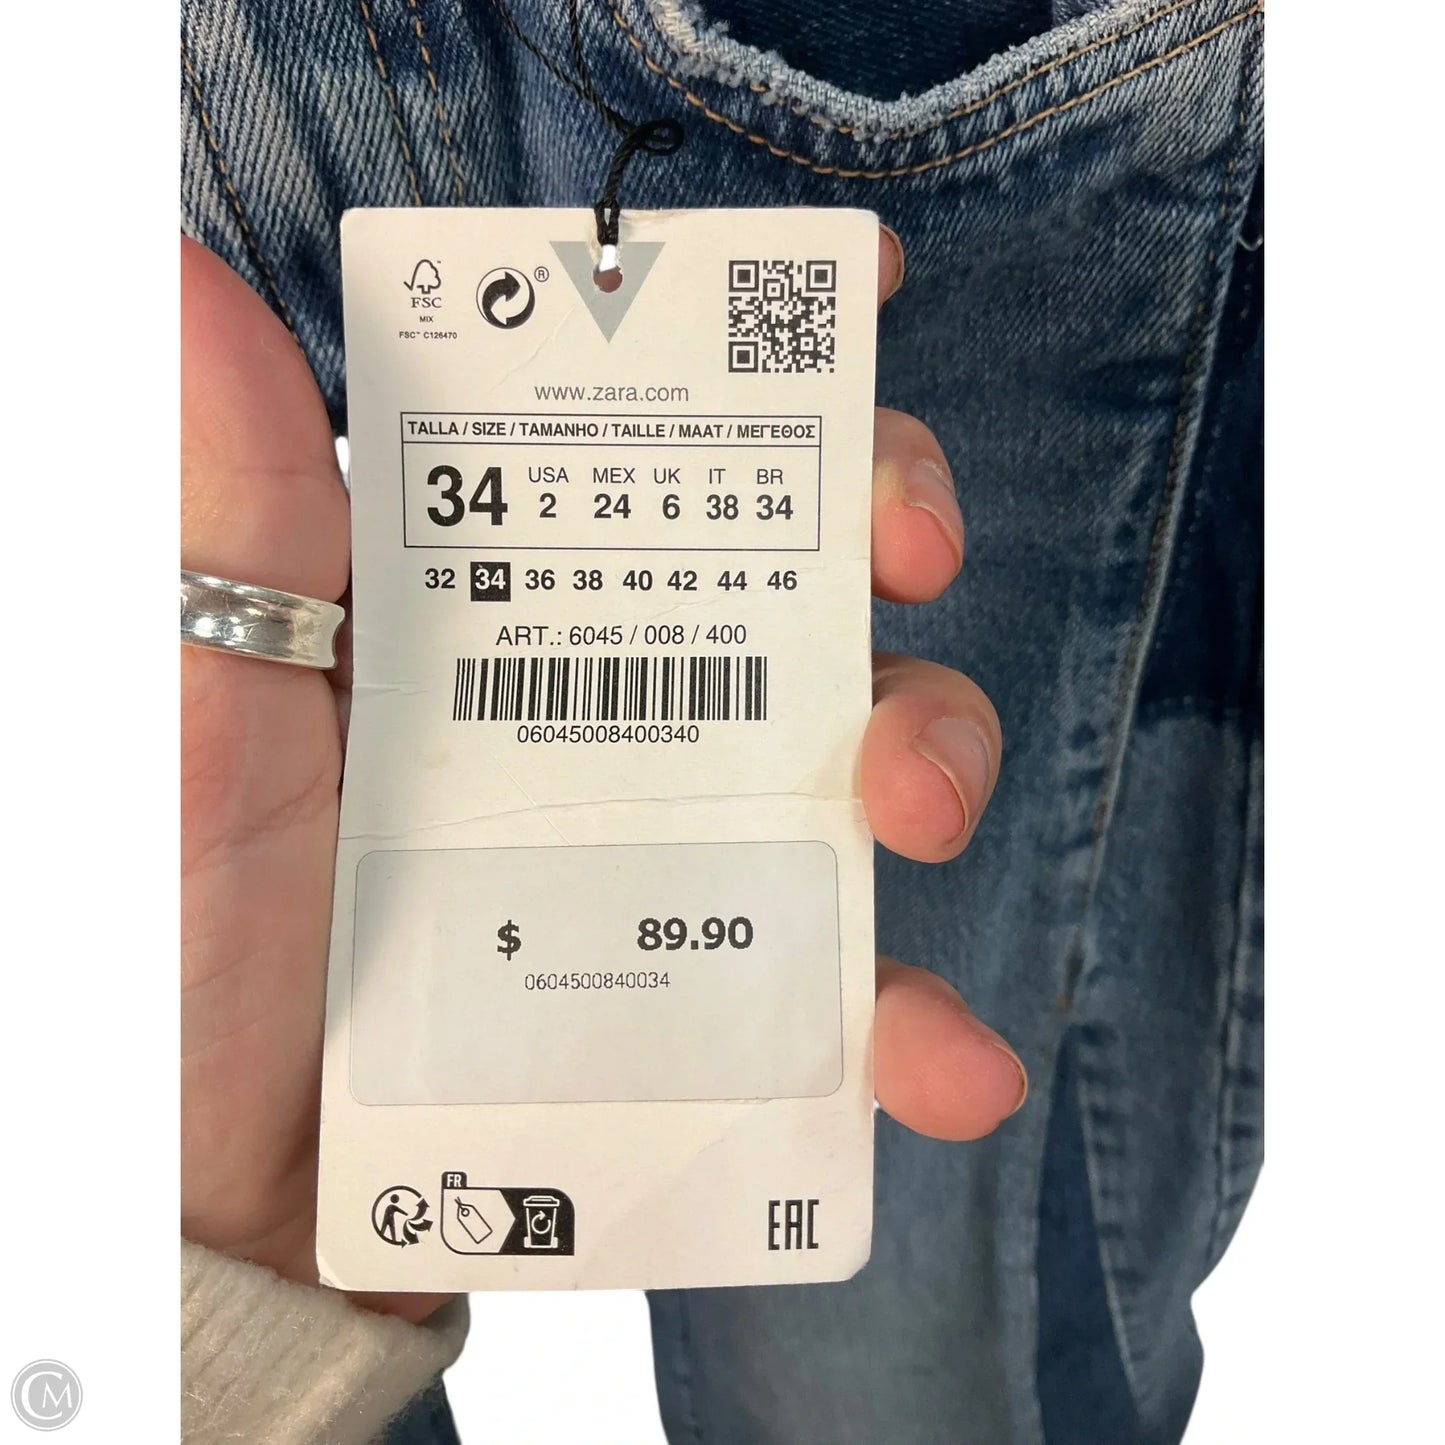 FSC
MIX
FSC™ C126470
®
www.zara.com
TALLA / SIZE / TAMANHO / TAILLE / MAAT / ΜΕΓΕΘΟΣ
34
USA MEX UK IT BR
2 24 6 38 34
32 34 36 38 40 42 44 46
ART.: 6045 / 008 / 400
06045008400340
$ 89.90
0604500840034
FR
EAC
CM